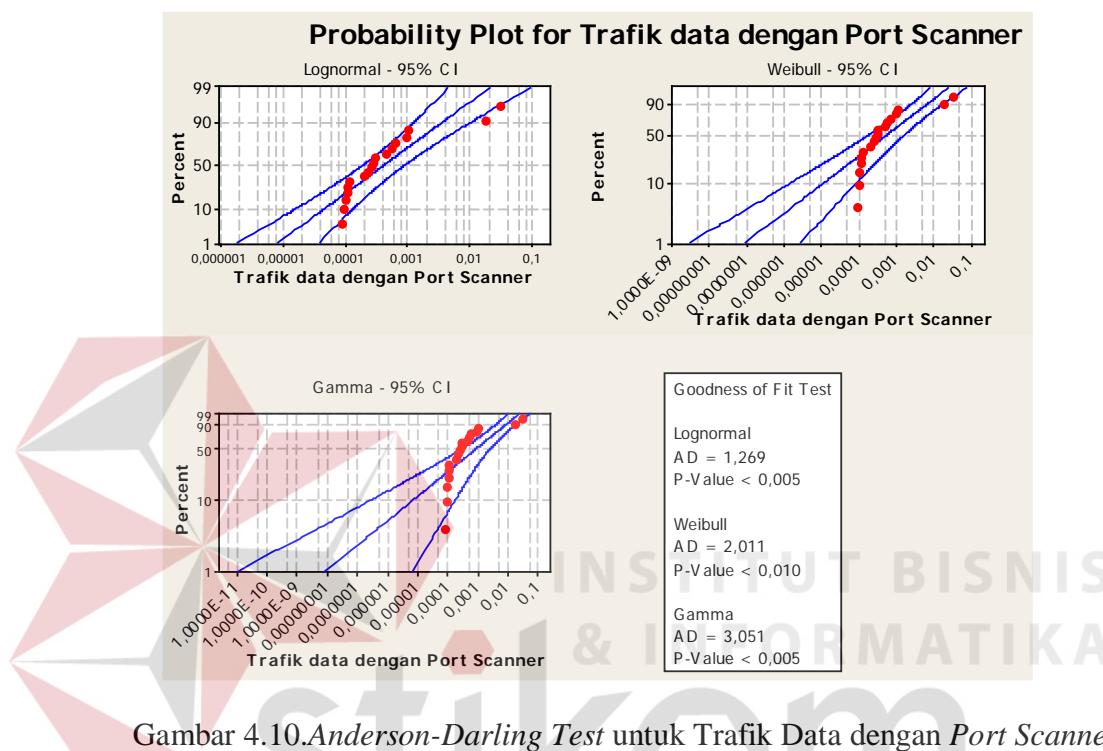 Probability Plot for Trafik data dengan Port Scanner
Lognormal - 95% CI
99
90
50
10
1
Percent
0,000001
0,00001
0,0001
0,001
0,01
0,1
Trafik data dengan Port Scanner
Weibull - 95% CI
90
50
10
1
Percent
1,0000E-09
0,00000001
0,0000001
0,000001
0,00001
0,0001
0,001
0,01
0,1
Trafik data dengan Port Scanner
Gamma - 95% CI
99
90
50
10
1
Percent
1,0000E-11
1,0000E-10
1,0000E-09
0,00000001
0,0000001
0,000001
0,00001
0,0001
0,001
0,01
0,1
Trafik data dengan Port Scanner
Goodness of Fit Test
Lognormal
AD = 1,269
P-Value < 0,005
Weibull
AD = 2,011
P-Value < 0,010
Gamma
AD = 3,051
P-Value < 0,005
INSTITUT BISNIS
& INFORMATIKA
stikom
Gambar 4.10.Anderson-Darling Test untuk Trafik Data dengan Port Scanne